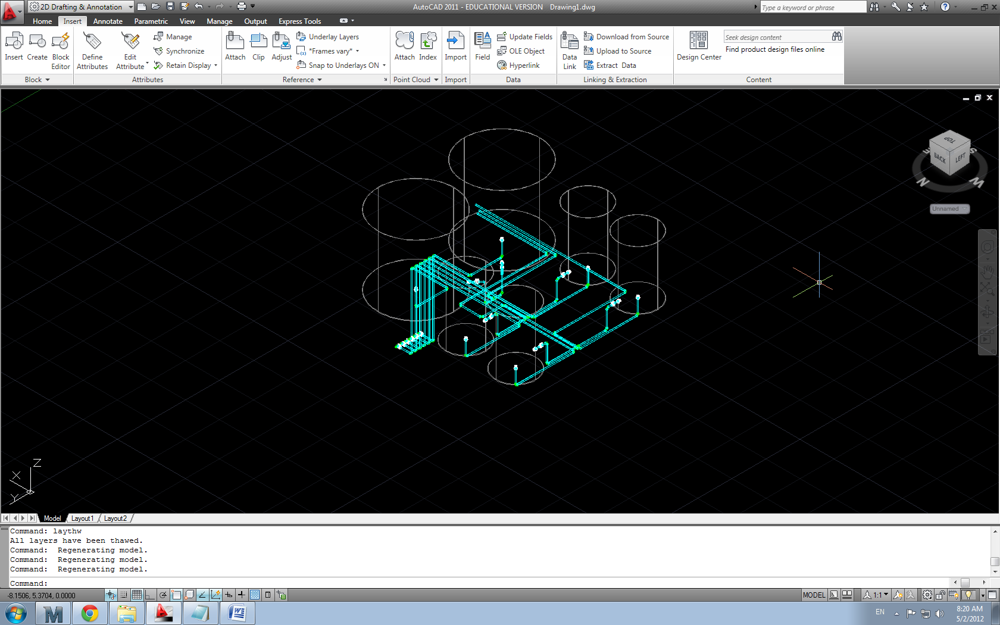 2D Drafting & Annotation
AutoCAD 2011 - EDUCATIONAL VERSION Drawing1.dwg
Type a keyword or phrase
Home Insert Annotate Parametric View Manage Output Express Tools
Insert Create Block Editor
Define Attributes
Edit Attribute
Manage
Synchronize
Retain Display
Attach Clip Adjust
Underlay Layers
*Frames vary*
Snap to Underlays ON
Attach Index
Import
Field
Update Fields
OLE Object
Hyperlink
Data Link
Download from Source
Upload to Source
Extract Data
Design Center
Seek design content
Find product design files online
Block Attributes Reference Point Cloud Import Data Linking & Extraction Content
TOP
BACK LEFT
S
N
Unnamed
Z
X
Y
Model Layout1 Layout2
Command: laythw
All layers have been thawed.
Command: Regenerating model.
Command: Regenerating model.
Command: Regenerating model.
Command:
-8.1506, 5.3704, 0.0000
MODEL
1:1
EN
8:20 AM
5/2/2012